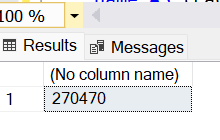 100 %
Results Messages
(No column name)
1 270470